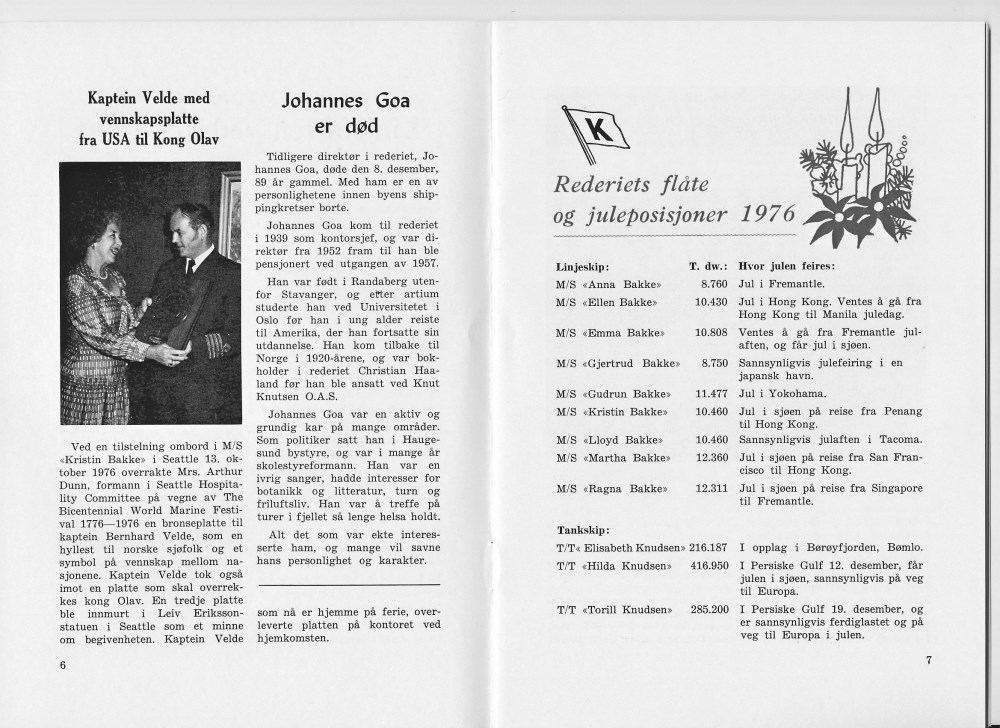 Kaptein Velde med
vennskapsplatte
fra USA til Kong Olav
Ved en tilstelning ombord i M/S
«Kristin Bakke» i Seattle 13. ok-
tober 1976 overrakte Mrs. Arthur
Dunn, formann i Seattle Hospita-
lity Committee på vegne av The
Bicentennial World Marine Festi-
val 1776—1976 en bronseplatte til
kaptein Bernhard Velde, som en
hyllest til norske sjøfolk og et
symbol på vennskap mellom na-
sjonene. Kaptein Velde tok også
imot en platte som skal overrek-
kes kong Olav. En tredje platte
ble innmurt i Leiv Eriksson-
statuen i Seattle som et minne
om begivenheten. Kaptein Velde
6
Johannes Goa
er død
Tidligere direktør i rederiet, Jo-
hannes Goa, døde den 8. desember,
89 år gammel. Med ham er en av
personlighetene innen byens ship-
pingkretser borte.
Johannes Goa kom til rederiet
i 1939 som kontorsjef, og var di-
rektør fra 1952 fram til han ble
pensjonert ved utgangen av 1957.
Han var født i Randaberg uten-
for Stavanger, og etter artium
studerte han ved Universitetet i
Oslo før han i ung alder reiste
til Amerika, der han fortsatte sin
utdannelse. Han kom tilbake til
Norge i 1920-årene, og var bok-
holder i rederiet Christian Haa-
land før han ble ansatt ved Knut
Knutsen O.A.S.
Johannes Goa var en aktiv og
grundig kar på mange områder.
Som politiker satt han i Hauge-
sund bystyre, og var i mange år
skolestyreformann. Han var en
ivrig sanger, hadde interesser for
botanikk og litteratur, turn og
friluftsliv. Han var å treffe på
turer i fjellet så lenge helsa holdt.
Alt det som var ekte interes-
serte ham, og mange vil savne
hans personlighet og karakter.
som nå er hjemme på ferie, over-
leverte platten på kontoret ved
hjemkomsten.
K
Rederiets flåte
og juleposisjoner 1976
Linjeskip: T. dw.: Hvor julen feires:
M/S «Anna Bakke» 8.760 Jul i Fremantle.
M/S «Ellen Bakke» 10.430 Jul i Hong Kong. Ventes å gå fra
Hong Kong til Manila juledag.
M/S «Emma Bakke» 10.808 Ventes å gå fra Fremantle jul-
aften, og får jul i sjøen.
M/S «Gjertrud Bakke» 8.750 Sannsynligvis julefeiring i en
japansk havn.
M/S «Gudrun Bakke» 11.477 Jul i Yokohama.
M/S «Kristin Bakke» 10.460 Jul i sjøen på reise fra Penang
til Hong Kong.
M/S «Lloyd Bakke» 10.460 Sannsynligvis julaften i Tacoma.
M/S «Martha Bakke» 12.360 Jul i sjøen på reise fra San Fran-
cisco til Hong Kong.
M/S «Ragna Bakke» 12.311 Jul i sjøen på reise fra Singapore
til Fremantle.
Tankskip:
T/T« Elisabeth Knudsen» 216.187 I opplag i Børøyfjorden, Bømlo.
T/T «Hilda Knudsen» 416.950 I Persiske Gulf 12. desember, får
julen i sjøen, sannsynligvis på veg
til Europa.
T/T «Torill Knudsen» 285.200 I Persiske Gulf 19. desember, og
er sannsynligvis ferdiglastet og på
veg til Europa i julen.
7